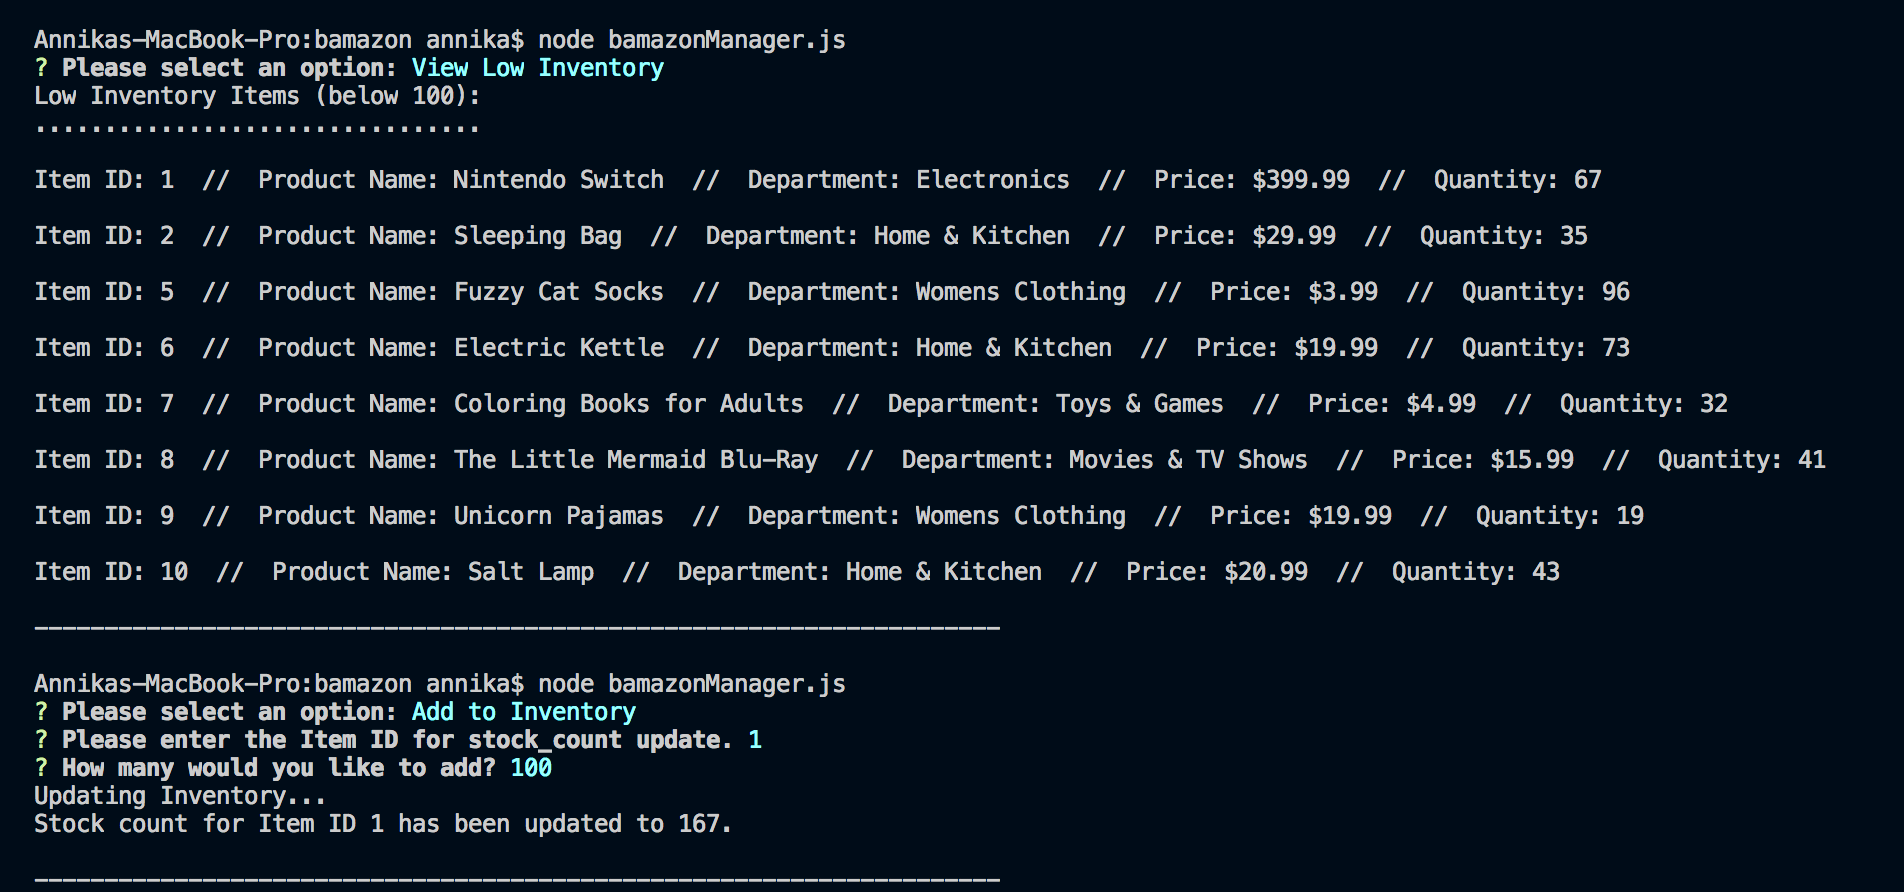 Annikas-MacBook-Pro:bamazon annika$ node bamazonManager.js
? Please select an option: View Low Inventory
Low Inventory Items (below 100):
................................
Item ID: 1  //  Product Name: Nintendo Switch  //  Department: Electronics  //  Price: $399.99  //  Quantity: 67
Item ID: 2  //  Product Name: Sleeping Bag  //  Department: Home & Kitchen  //  Price: $29.99  //  Quantity: 35
Item ID: 5  //  Product Name: Fuzzy Cat Socks  //  Department: Womens Clothing  //  Price: $3.99  //  Quantity: 96
Item ID: 6  //  Product Name: Electric Kettle  //  Department: Home & Kitchen  //  Price: $19.99  //  Quantity: 73
Item ID: 7  //  Product Name: Coloring Books for Adults  //  Department: Toys & Games  //  Price: $4.99  //  Quantity: 32
Item ID: 8  //  Product Name: The Little Mermaid Blu-Ray  //  Department: Movies & TV Shows  //  Price: $15.99  //  Quantity: 41
Item ID: 9  //  Product Name: Unicorn Pajamas  //  Department: Womens Clothing  //  Price: $19.99  //  Quantity: 19
Item ID: 10  //  Product Name: Salt Lamp  //  Department: Home & Kitchen  //  Price: $20.99  //  Quantity: 43
---------------------------------------------------------------------
Annikas-MacBook-Pro:bamazon annika$ node bamazonManager.js
? Please select an option: Add to Inventory
? Please enter the Item ID for stock_count update. 1
? How many would you like to add? 100
Updating Inventory...
Stock count for Item ID 1 has been updated to 167.
---------------------------------------------------------------------